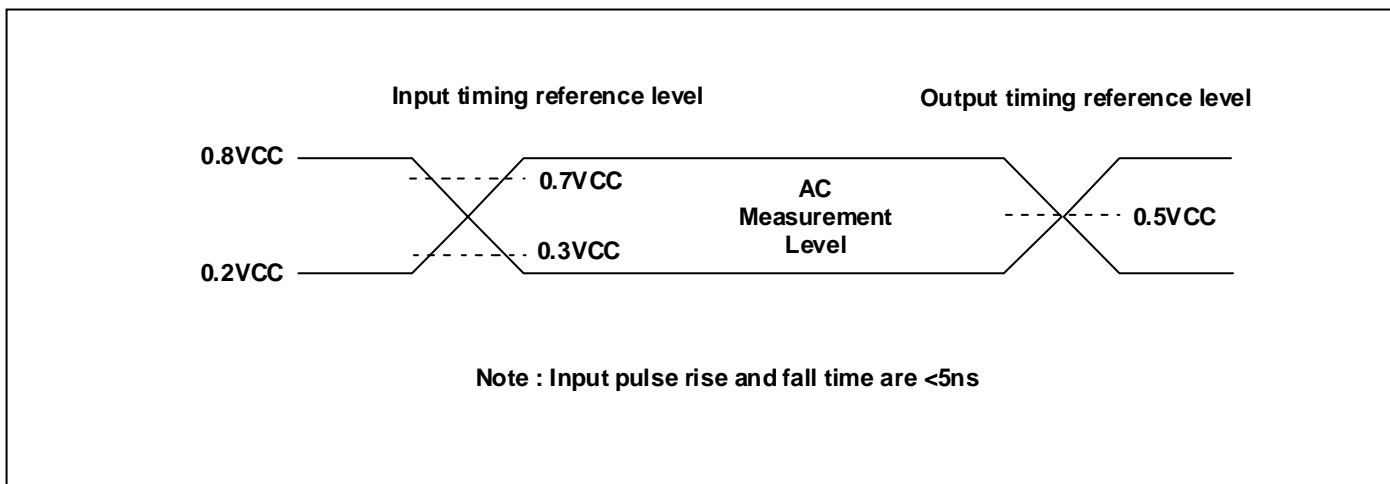 Input timing reference level
Output timing reference level
0.8VCC
0.7VCC
AC
Measurement
Level
0.5VCC
0.3VCC
0.2VCC
Note : Input pulse rise and fall time are <5ns